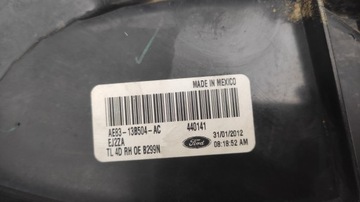 MADE IN MEXICO
AE83-13B504-AC 440141
EJ2ZA
TL 4D RH OE B299N
Ford
31/01/2012
08:19:52 AM